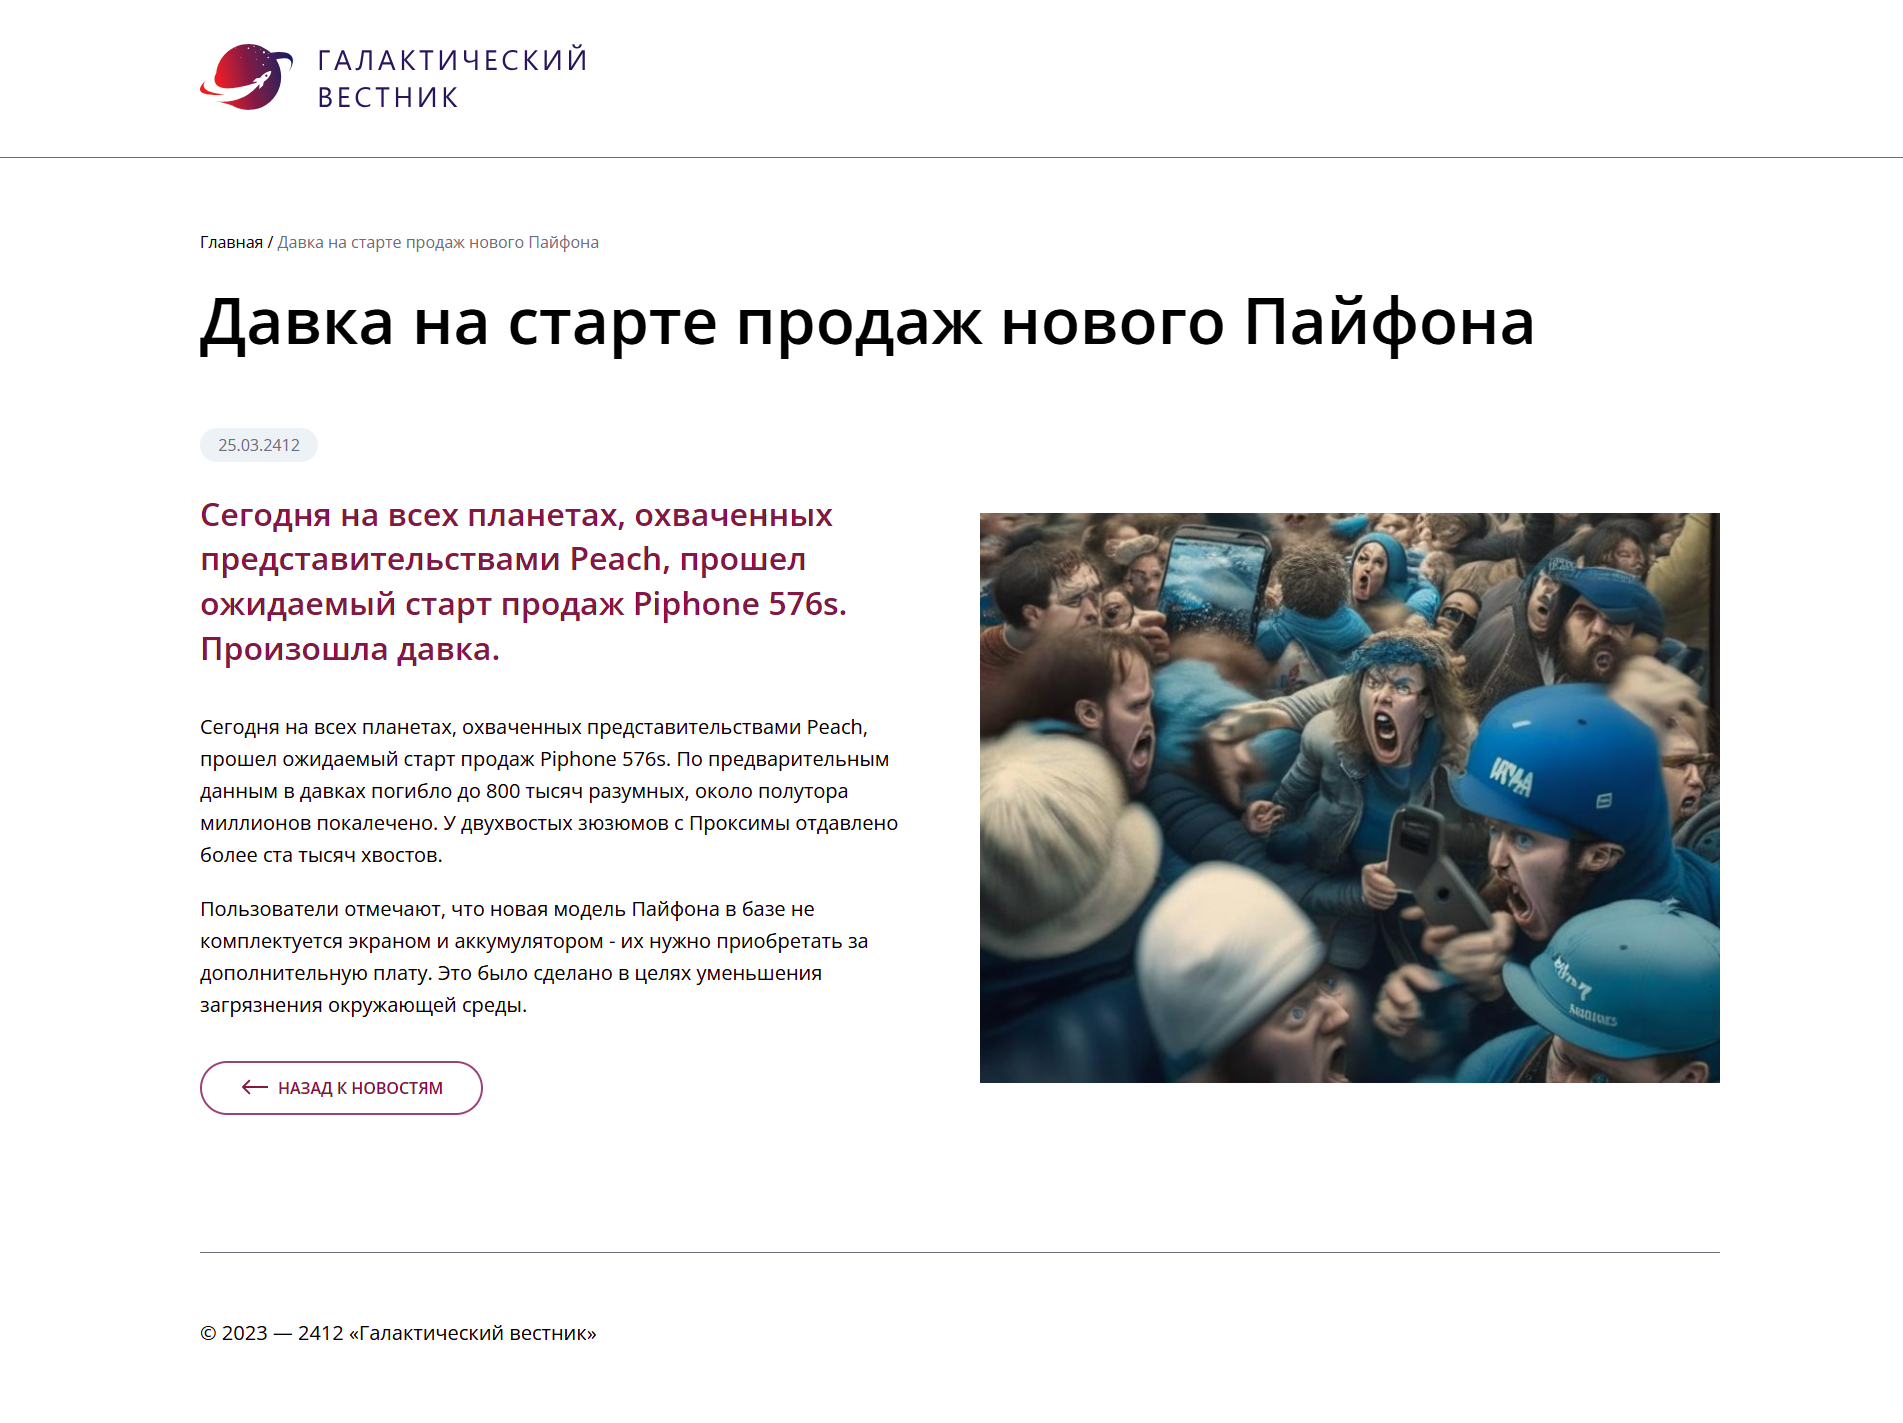 ГАЛАКТИЧЕСКИЙ
ВЕСТНИК
Главная / Давка на старте продаж нового Пайфона
Давка на старте продаж нового Пайфона
25.03.2412
Сегодня на всех планетах, охваченных
представительствами Peach, прошел
ожидаемый старт продаж Piphone 576s.
Произошла давка.
Сегодня на всех планетах, охваченных представительствами Peach,
прошел ожидаемый старт продаж Piphone 576s. По предварительным
данным в давках погибло до 800 тысяч разумных, около полутора
миллионов покалечено. У двухвостых зюзюмов с Проксимы отдавлено
более ста тысяч хвостов.
Пользователи отмечают, что новая модель Пайфона в базе не
комплектуется экраном и аккумулятором - их нужно приобретать за
дополнительную плату. Это было сделано в целях уменьшения
загрязнения окружающей среды.
НАЗАД К НОВОСТЯМ
© 2023 — 2412 «Галактический вестник»